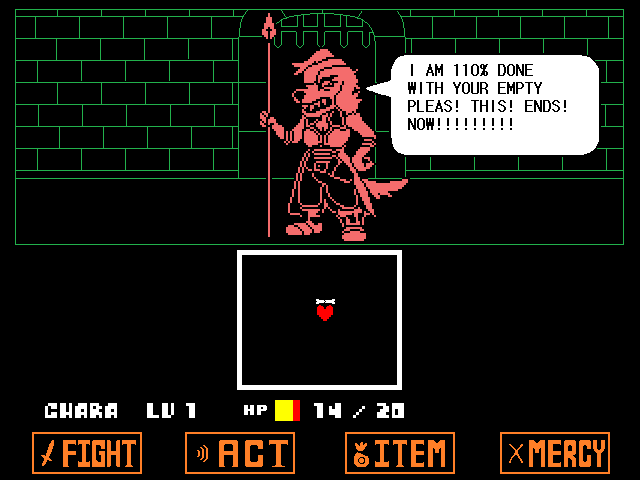 I AM 110% DONE
WITH YOUR EMPTY
PLEAS! THIS! ENDS!
NOW!!!!!!!!!
CHARA LV 1 HP 14 / 20
FIGHT ACT ITEM MERCY